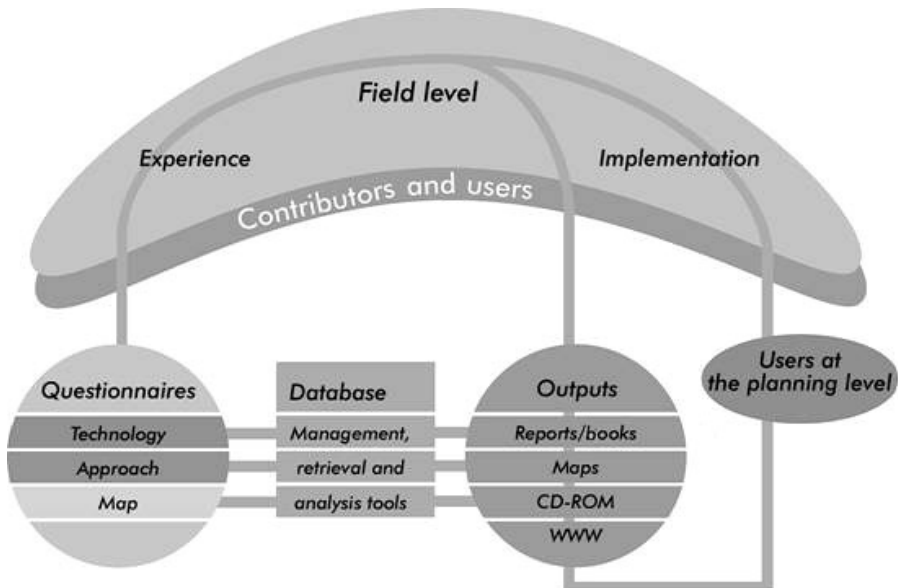 Field level
Experience
Implementation
Contributors and users
Questionnaires
Technology
Approach
Map
Database
Management,
retrieval and
analysis tools
Outputs
Reports/books
Maps
CD-ROM
WWW
Users at
the planning level